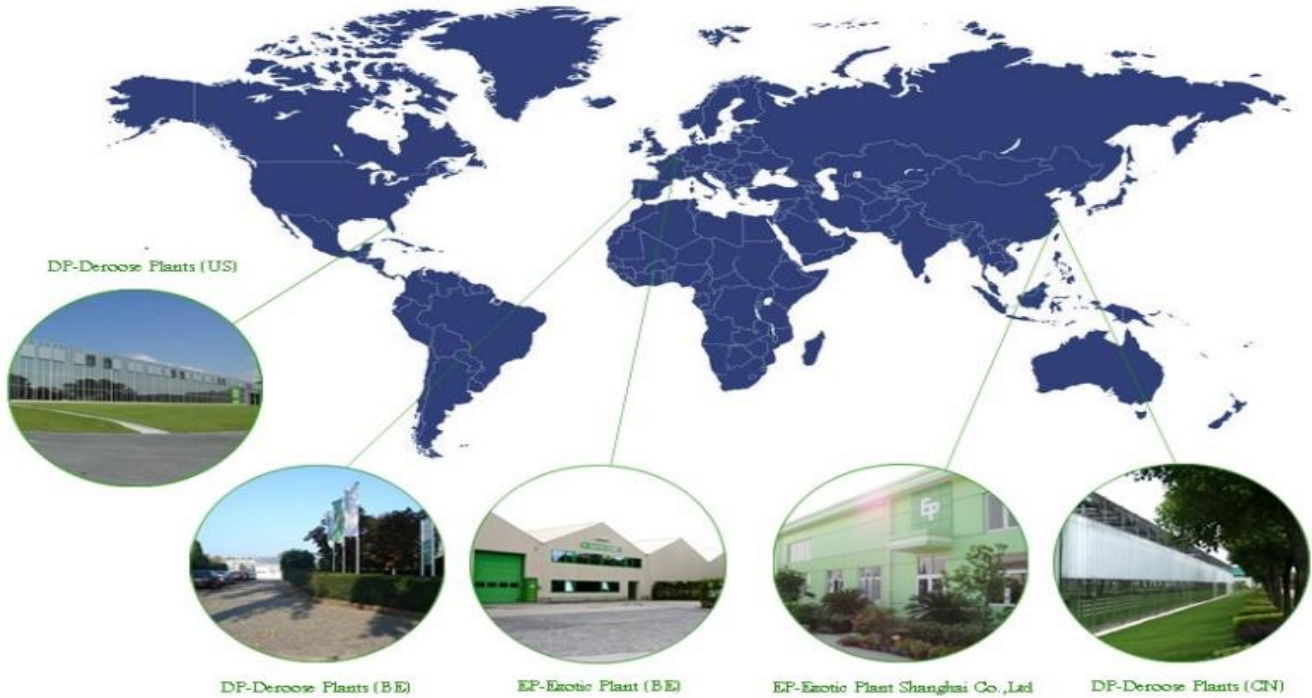 DP-Deroose Plants (US)
EP
DP-Deroose Plants (BE)
EP-Exotic Plant (BE)
EP-Exotic Plant Shanghai Co.,Ltd
DP-Deroose Plants (CN)